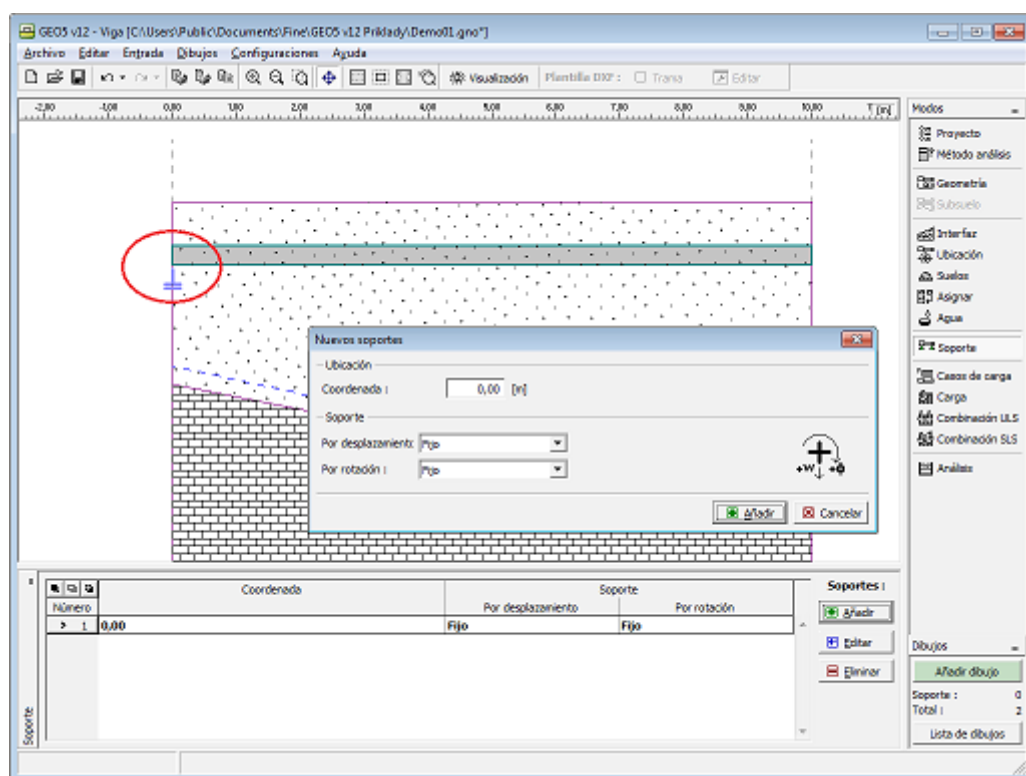 GEO5 v12 - Viga [C:\Users\Public\Documents\Fine\GEO5 v12 Priklady\Demo01.gno*]
Archivo Editar Entrada Dibujos Configuraciones Ayuda
Visualización Plantilla DXF : Trama Editar
-2,00 -1,00 0,00 1,00 2,00 3,00 4,00 5,00 6,00 7,00 8,00 9,00 10,00 [m]
Modos
Proyecto
Método análisis
Geometría
Subsuelo
Interfaz
Ubicación
Suelos
Asignar
Agua
Soporte
Casos de carga
Carga
Combinación ULS
Combinación SLS
Análisis
Nuevos soportes
Ubicación
Coordenada : 0,00 [m]
Soporte
Por desplazamiento: Fijo
Por rotación : Fijo
+W
Añadir Cancelar
Coordenada Soporte
Número Por desplazamiento Por rotación
> 1 0,00 Fijo Fijo
Soportes :
Añadir
Editar
Eliminar
Soporte
Dibujos
Añadir dibujo
Soporte : 0
Total : 2
Lista de dibujos